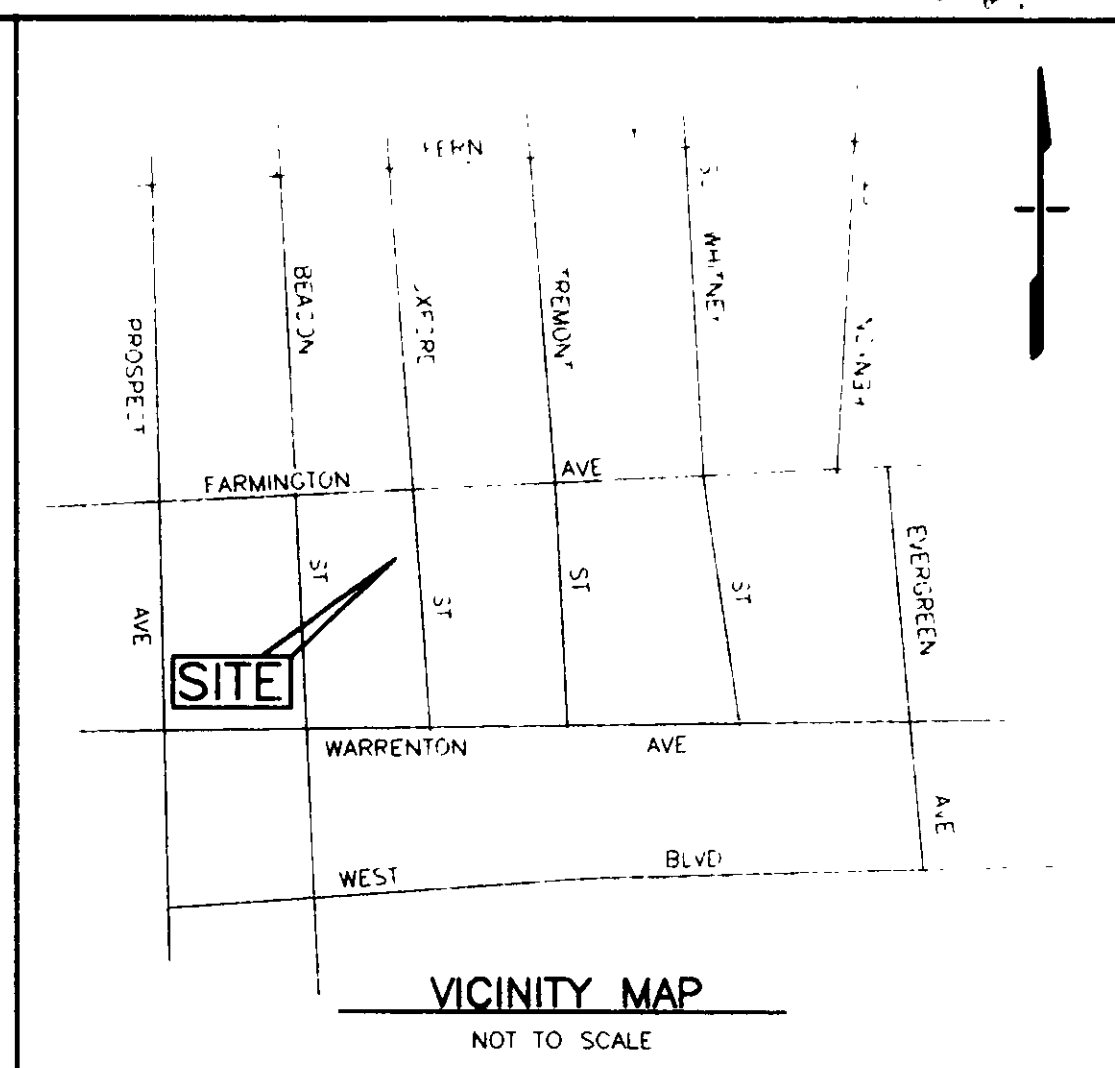 PROSPECT
BEACON
TREMONT
WHITNEY
FARMINGTON AVE
EVERGREEN
AVE
ST
ST
ST
ST
SITE
WARRENTON AVE
AVE
WEST BLVD
VICINITY MAP
NOT TO SCALE